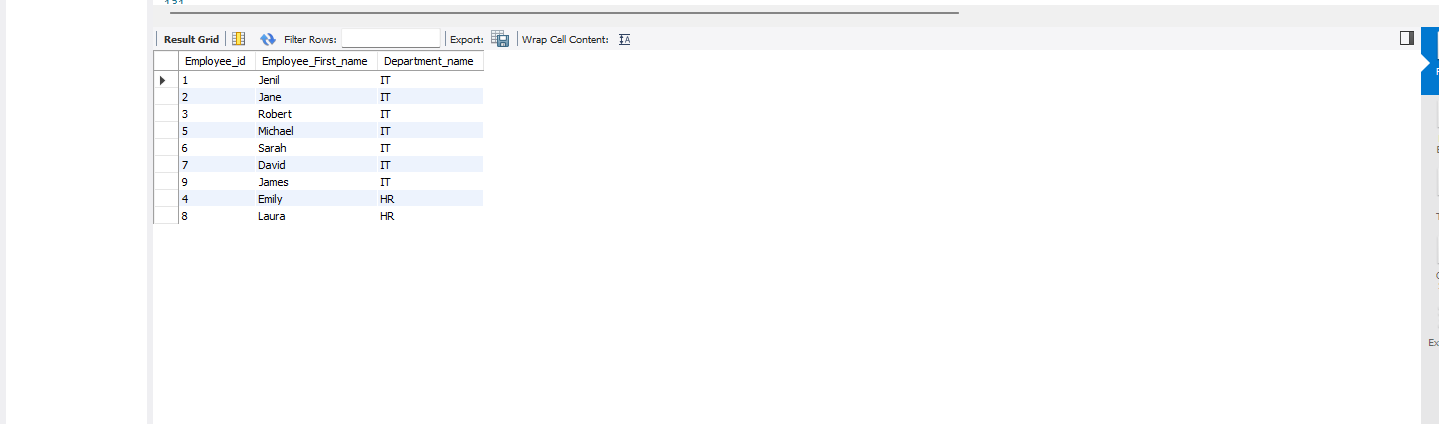 131
Result Grid Filter Rows: Export: Wrap Cell Content:
Employee_id Employee_First_name Department_name
1 Jenil IT
2 Jane IT
3 Robert IT
5 Michael IT
6 Sarah IT
7 David IT
9 James IT
4 Emily HR
8 Laura HR
Ex